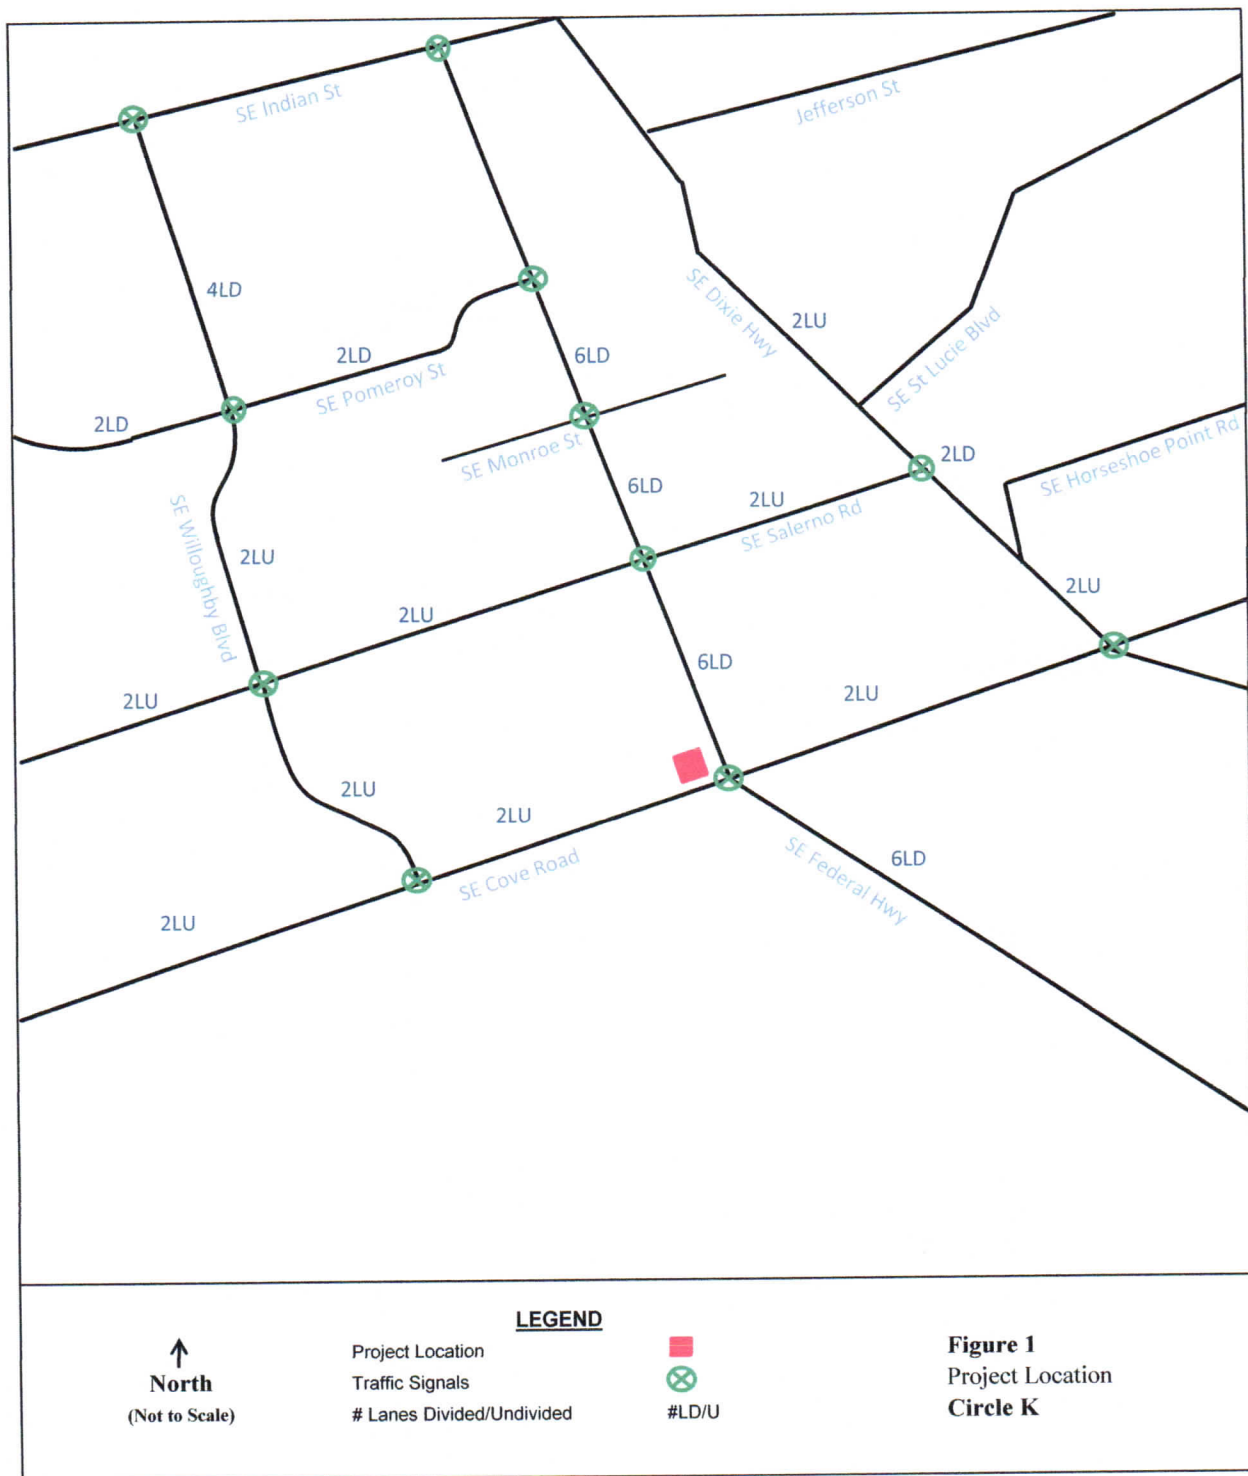 SE Indian St
Jefferson St
4LD
SE Dixie Hwy
2LU
SE St Lucie Blvd
2LD
6LD
SE Pomeroy St
2LD
SE Monroe St
2LD
SE Horseshoe Point Rd
6LD
2LU
SE Salerno Rd
SE Willoughby Blvd
2LU
2LU
2LU
6LD
2LU
2LU
2LU
2LU
SE Cove Road
SE Federal Hwy
6LD
2LU
LEGEND
North
(Not to Scale)
Project Location
Traffic Signals
# Lanes Divided/Undivided
#LD/U
Figure 1
Project Location
Circle K